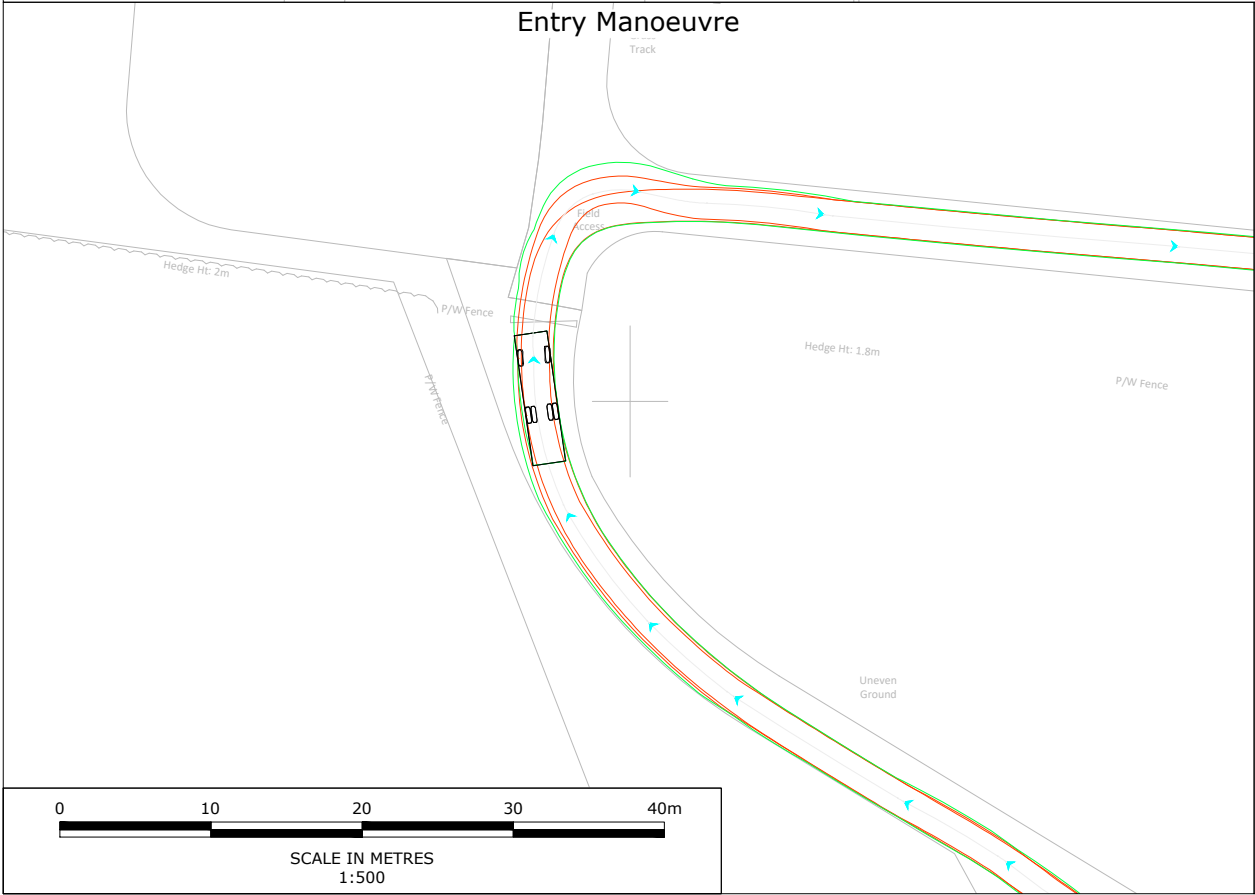 Entry Manoeuvre
Track
Field
Access
Hedge Ht: 2m
P/W Fence
Hedge Ht: 1.8m
P/W Fence
P/W Fence
Uneven
Ground
0 10 20 30 40m
SCALE IN METRES
1:500